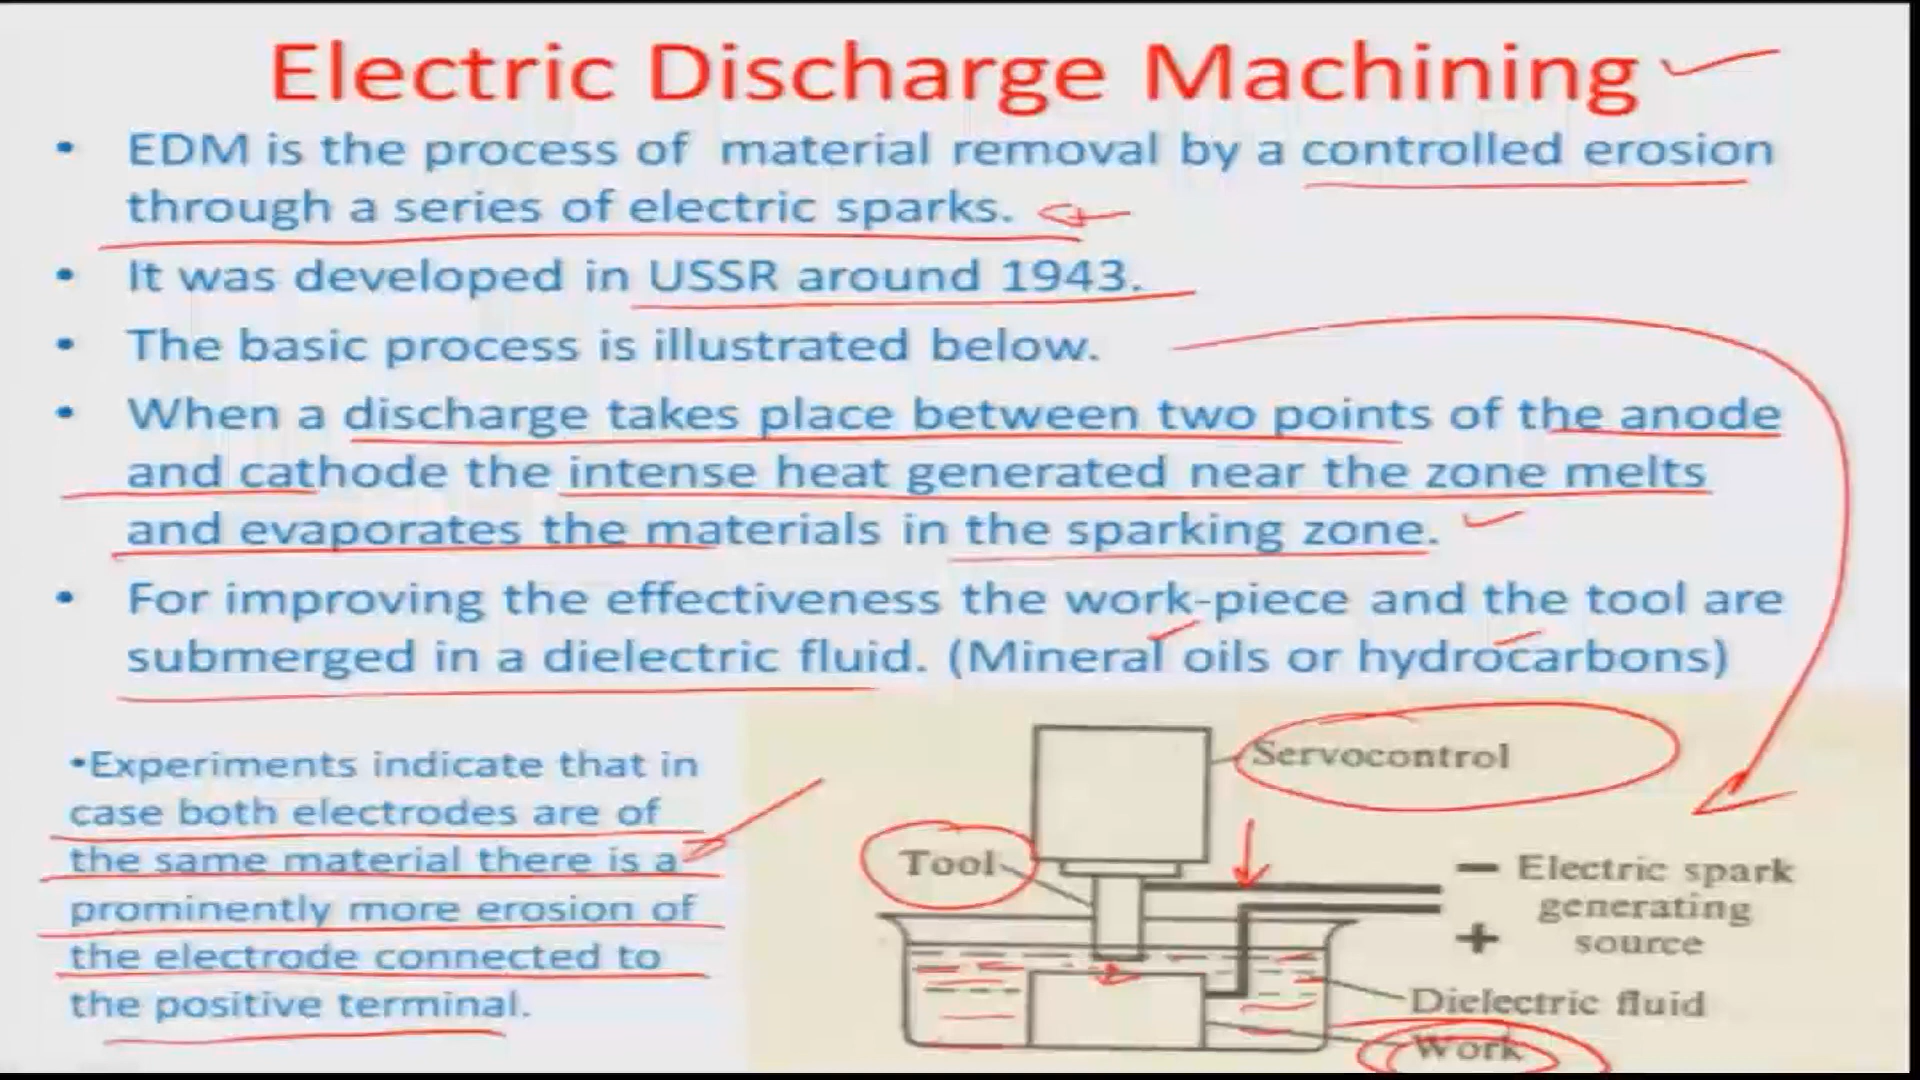 Electric Discharge Machining
• EDM is the process of material removal by a controlled erosion
through a series of electric sparks.
• It was developed in USSR around 1943.
• The basic process is illustrated below.
• When a discharge takes place between two points of the anode
and cathode the intense heat generated near the zone melts
and evaporates the materials in the sparking zone.
• For improving the effectiveness the work-piece and the tool are
submerged in a dielectric fluid. (Mineral oils or hydrocarbons)
•Experiments indicate that in
case both electrodes are of
the same material there is a
prominently more erosion of
the electrode connected to
the positive terminal.
Servocontrol
Tool
− Electric spark
generating
+ source
Dielectric fluid
Work